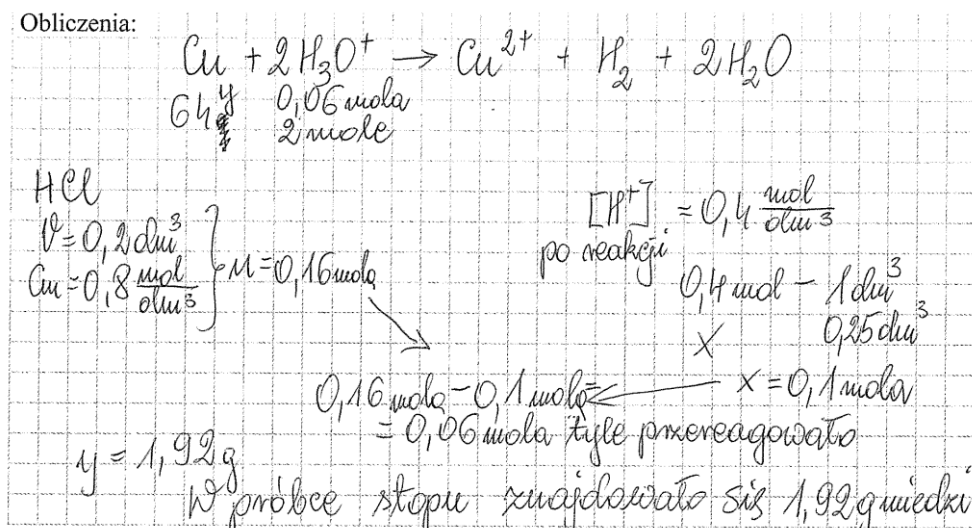 Obliczenia:
Cu + 2H₃O⁺ → Cu²⁺ + H₂ + 2H₂O
64 y 0,06 mola
2 mole
HCl
V = 0,2 dm³
Cm = 0,8 mol/dm³
n = 0,16 mola
[H⁺] = 0,4 mol/dm³
po reakcji
0,4 mol – 1 dm³
X 0,25 dm³
x = 0,1 mola
0,16 mola – 0,1 mola =
= 0,06 mola tyle przereagowało
y = 1,92 g
W próbce stopu znajdowało się 1,92 g miedzi